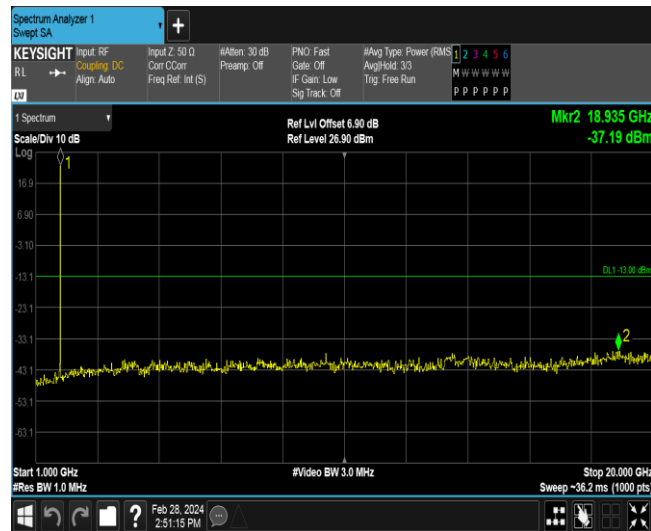 Spectrum Analyzer 1
Swept SA
KEYSIGHT
RL
LXI
Input: RF
Coupling: DC
Align: Auto
Input Z: 50 Ω
Corr CCorr
Freq Ref: Int (S)
#Atten: 30 dB
Preamp: Off
PNO: Fast
Gate: Off
IF Gain: Low
Sig Track: Off
#Avg Type: Power (RMS
Avg|Hold: 3/3
Trig: Free Run
1 2 3 4 5 6
M W W W W W
P P P P P P
1 Spectrum
Scale/Div 10 dB
Log
Ref Lvl Offset 6.90 dB
Ref Level 26.90 dBm
Mkr2 18.935 GHz
-37.19 dBm
1
16.9
6.90
-3.10
-13.1
DL1 -13.00 dBm
-23.1
-33.1
2
-43.1
-53.1
-63.1
Start 1.000 GHz
#Res BW 1.0 MHz
#Video BW 3.0 MHz
Stop 20.000 GHz
Sweep ~36.2 ms (1000 pts)
?
Feb 28, 2024
2:51:15 PM